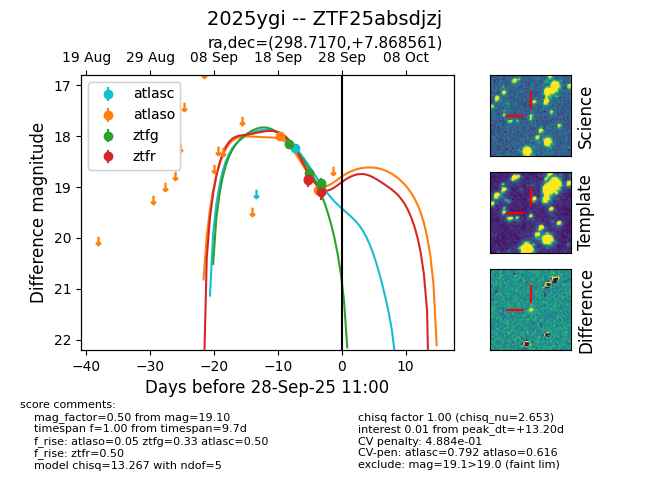 2025ygi -- ZTF25absdjzj
ra,dec=(298.7170,+7.868561)
19 Aug 29 Aug 08 Sep 18 Sep 28 Sep 08 Oct
17
18
19
20
21
22
Difference magnitude
atlasc
atlaso
ztfg
ztfr
−40 −30 −20 −10 0 10
Days before 28-Sep-25 11:00
Science
Template
Difference
score comments:
mag_factor=0.50 from mag=19.10
timespan f=1.00 from timespan=9.7d
f_rise: atlaso=0.05 ztfg=0.33 atlasc=0.50
f_rise: ztfr=0.50
model chisq=13.267 with ndof=5
chisq factor 1.00 (chisq_nu=2.653)
interest 0.01 from peak_dt=+13.20d
CV penalty: 4.884e-01
CV-pen: atlasc=0.792 atlaso=0.616
exclude: mag=19.1>19.0 (faint lim)